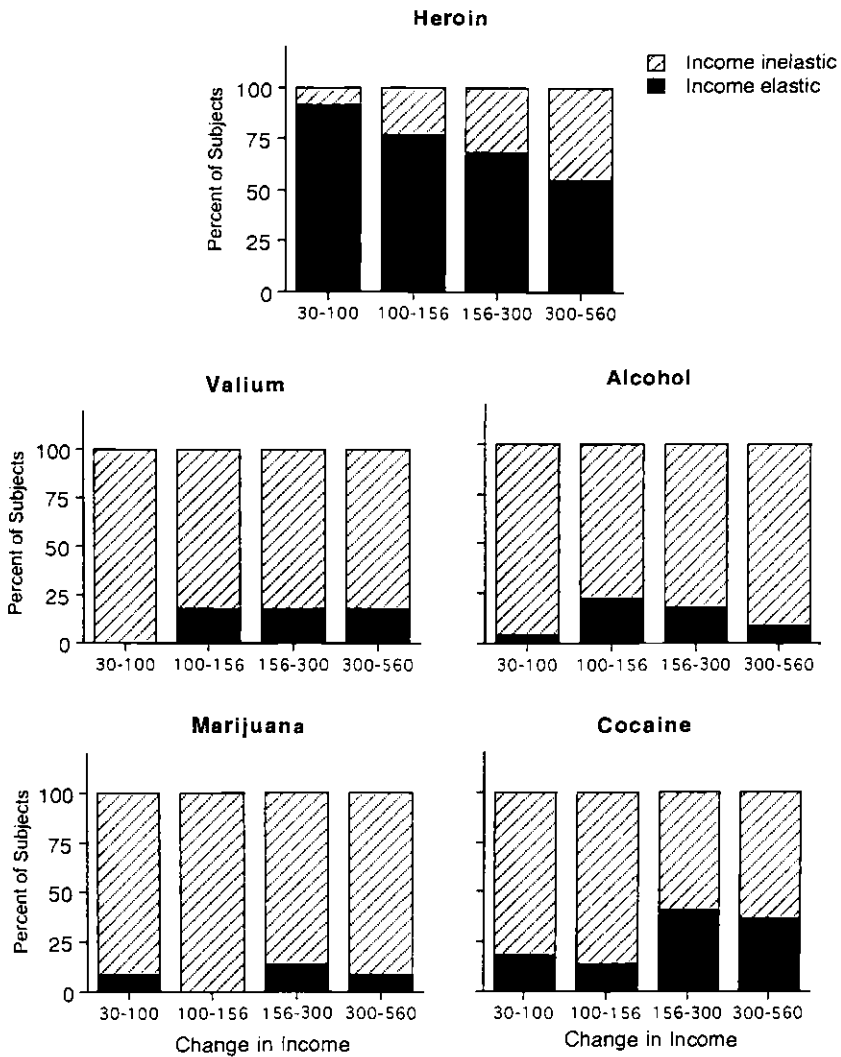 Heroin
Income inelastic
Income elastic
Percent of Subjects
100
75
50
25
0
30-100 100-156 156-300 300-560
Valium
Percent of Subjects
100
75
50
25
0
30-100 100-156 156-300 300-560
Alcohol
30-100 100-156 156-300 300-560
Marijuana
Percent of Subjects
100
75
50
25
0
30-100 100-156 156-300 300-560
Change in Income
Cocaine
30-100 100-156 156-300 300-560
Change in Income